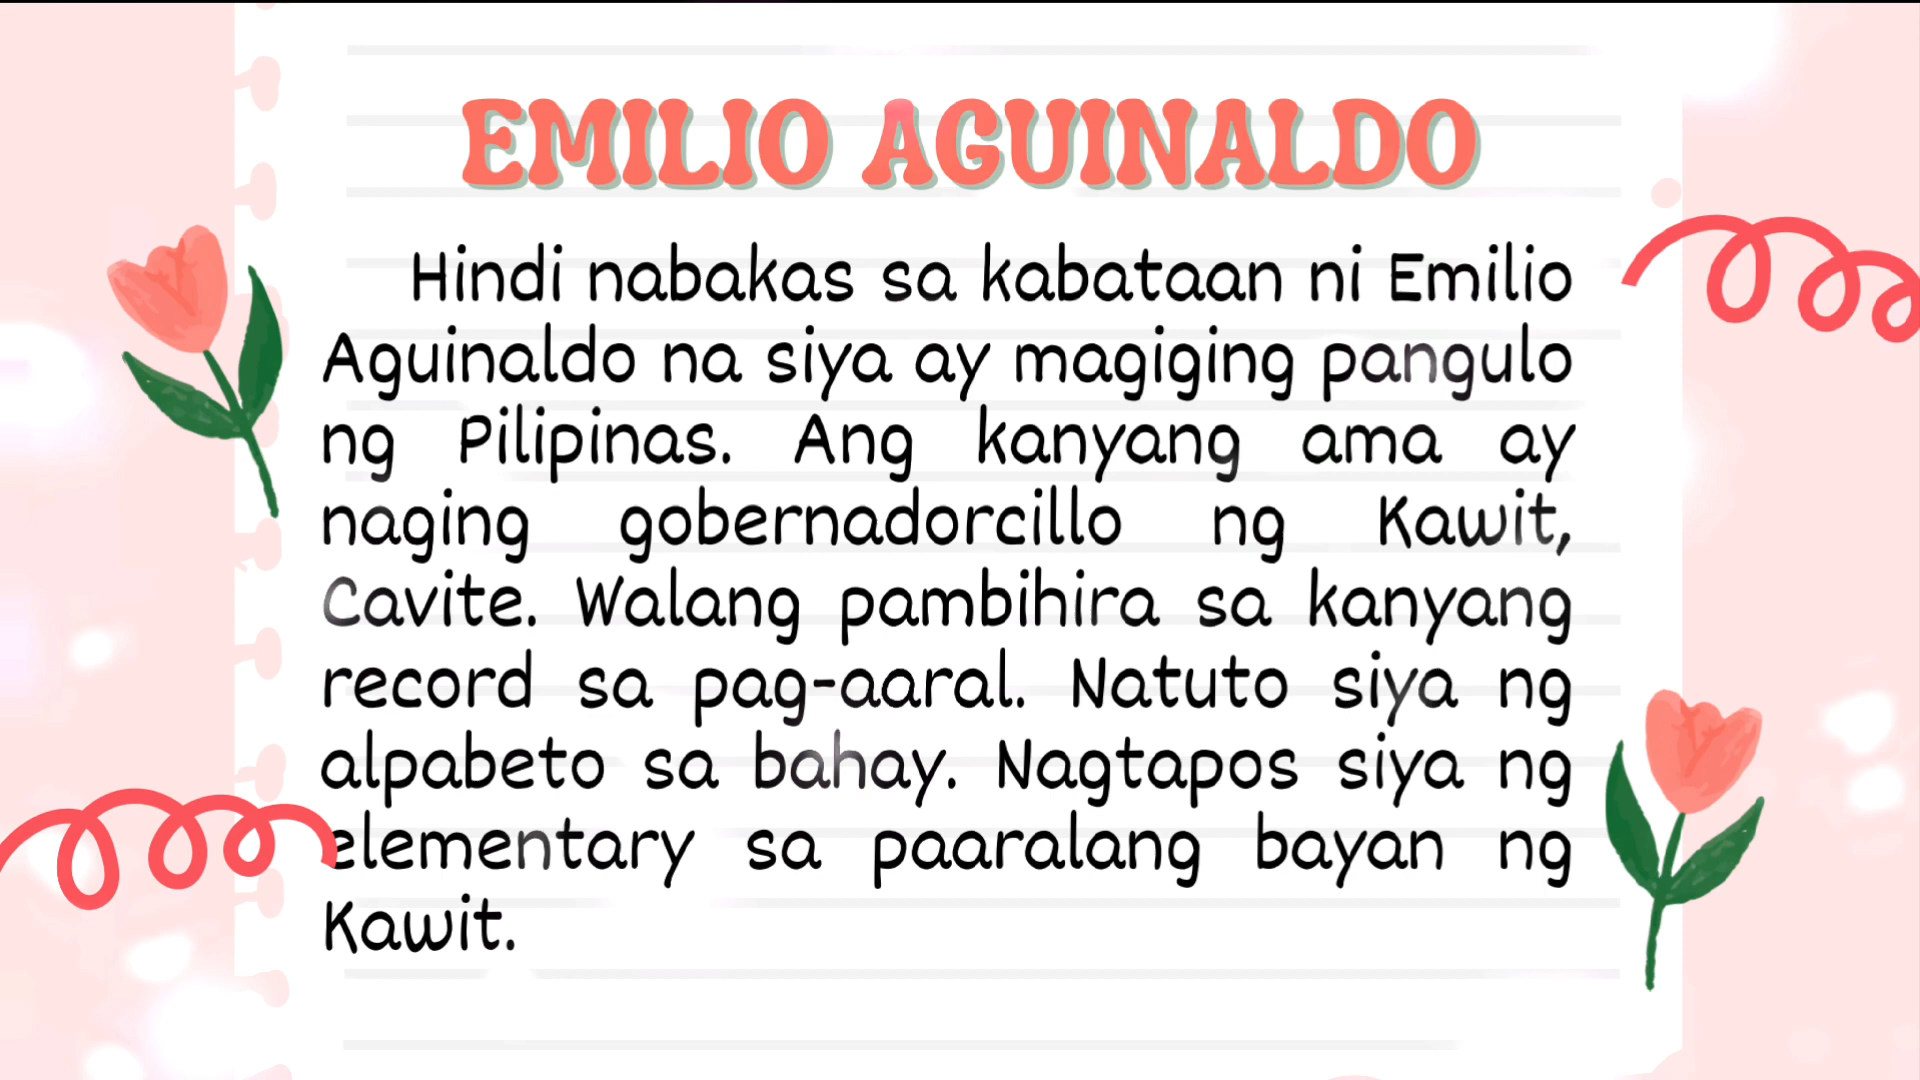 EMILIO AGUINALDO
Hindi nabakas sa kabataan ni Emilio
Aguinaldo na siya ay magiging pangulo
ng Pilipinas. Ang kanyang ama ay
naging gobernadorcillo ng Kawit,
Cavite. Walang pambihira sa kanyang
record sa pag-aaral. Natuto siya ng
alpabeto sa bahay. Nagtapos siya ng
elementary sa paaralang bayan ng
Kawit.